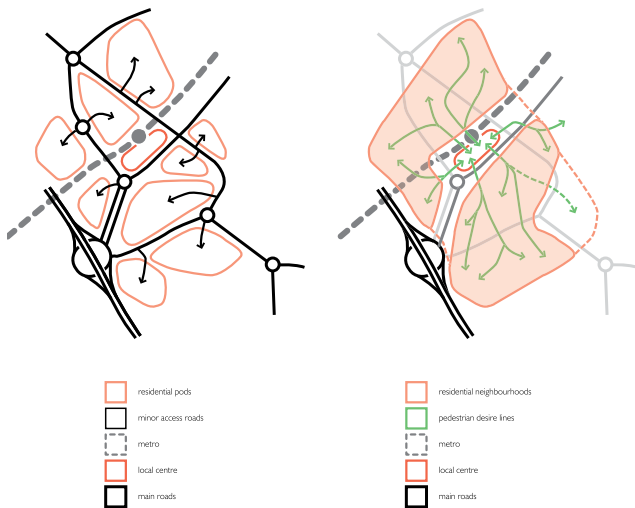 residential pods
minor access roads
metro
local centre
main roads
residential neighbourhoods
pedestrian desire lines
metro
local centre
main roads